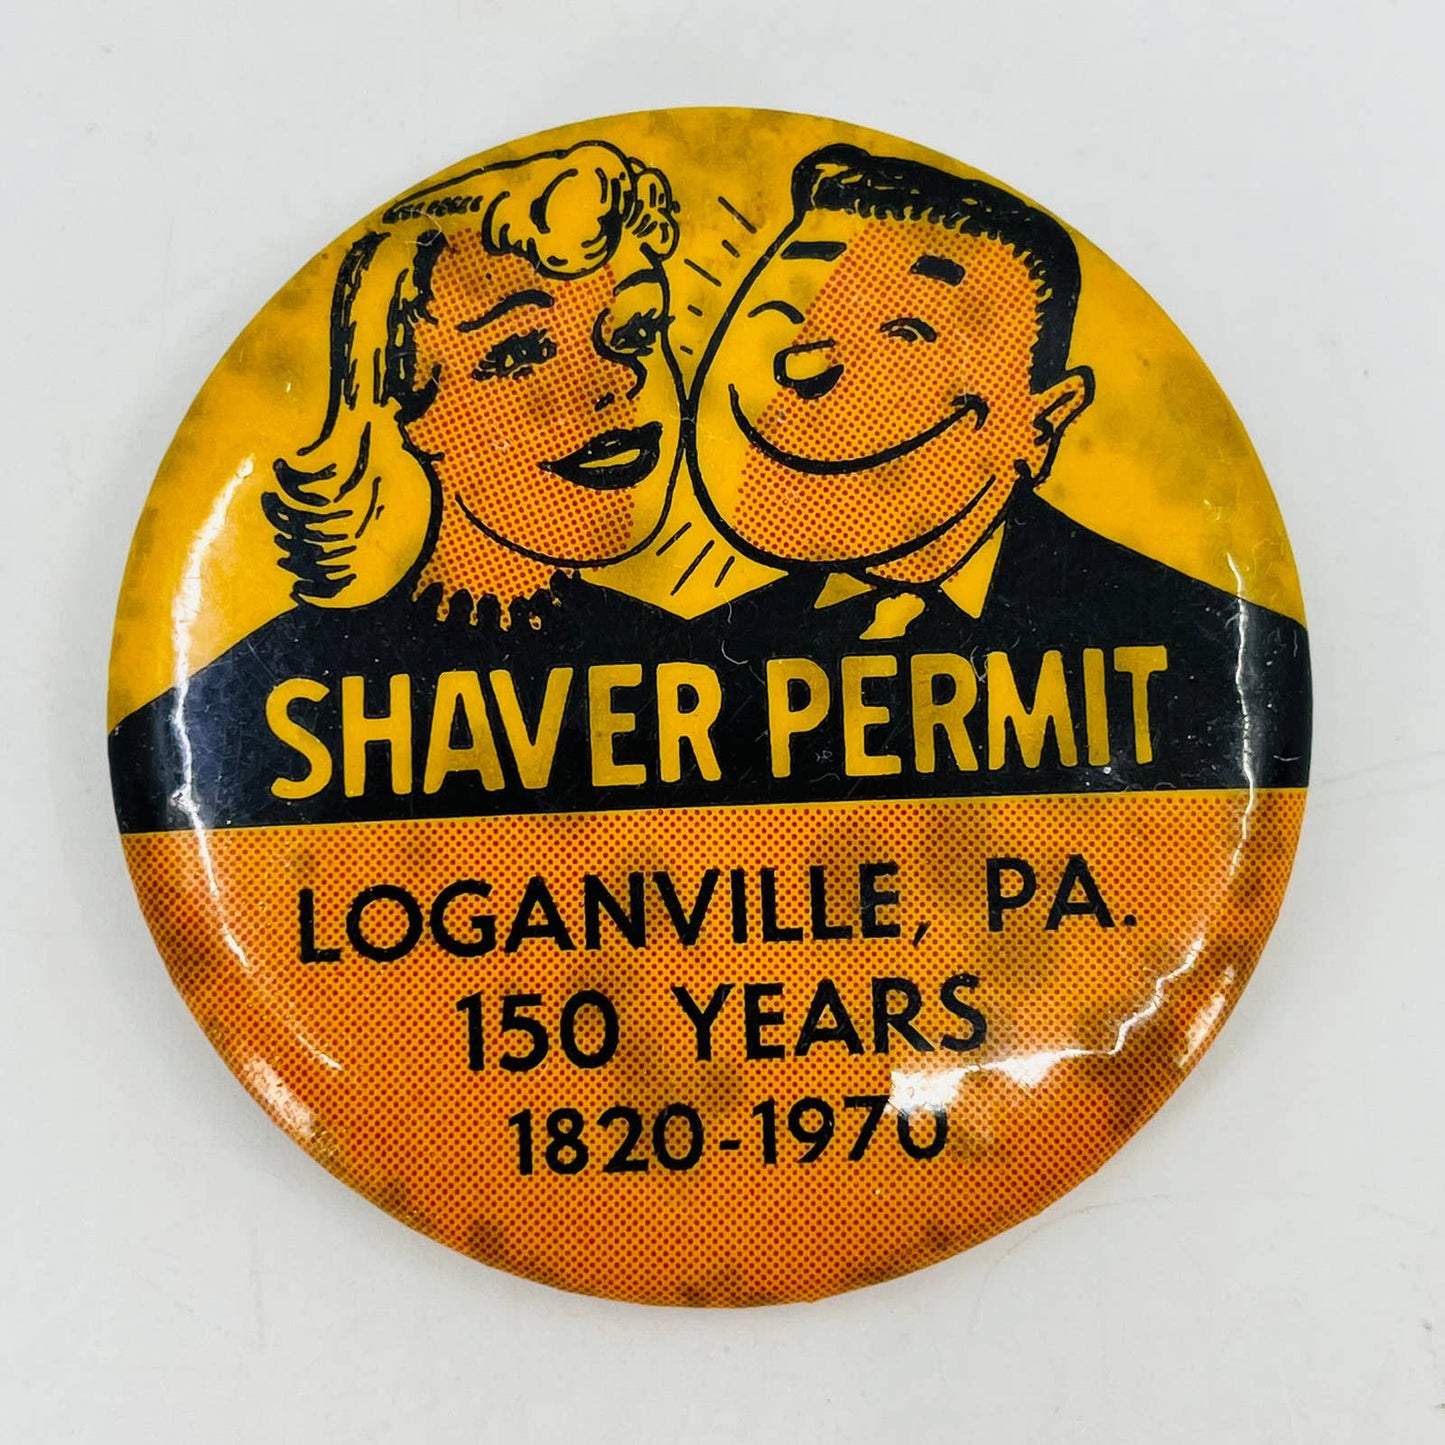 SHAVER PERMIT
LOGANVILLE, PA.
150 YEARS
1820-1970